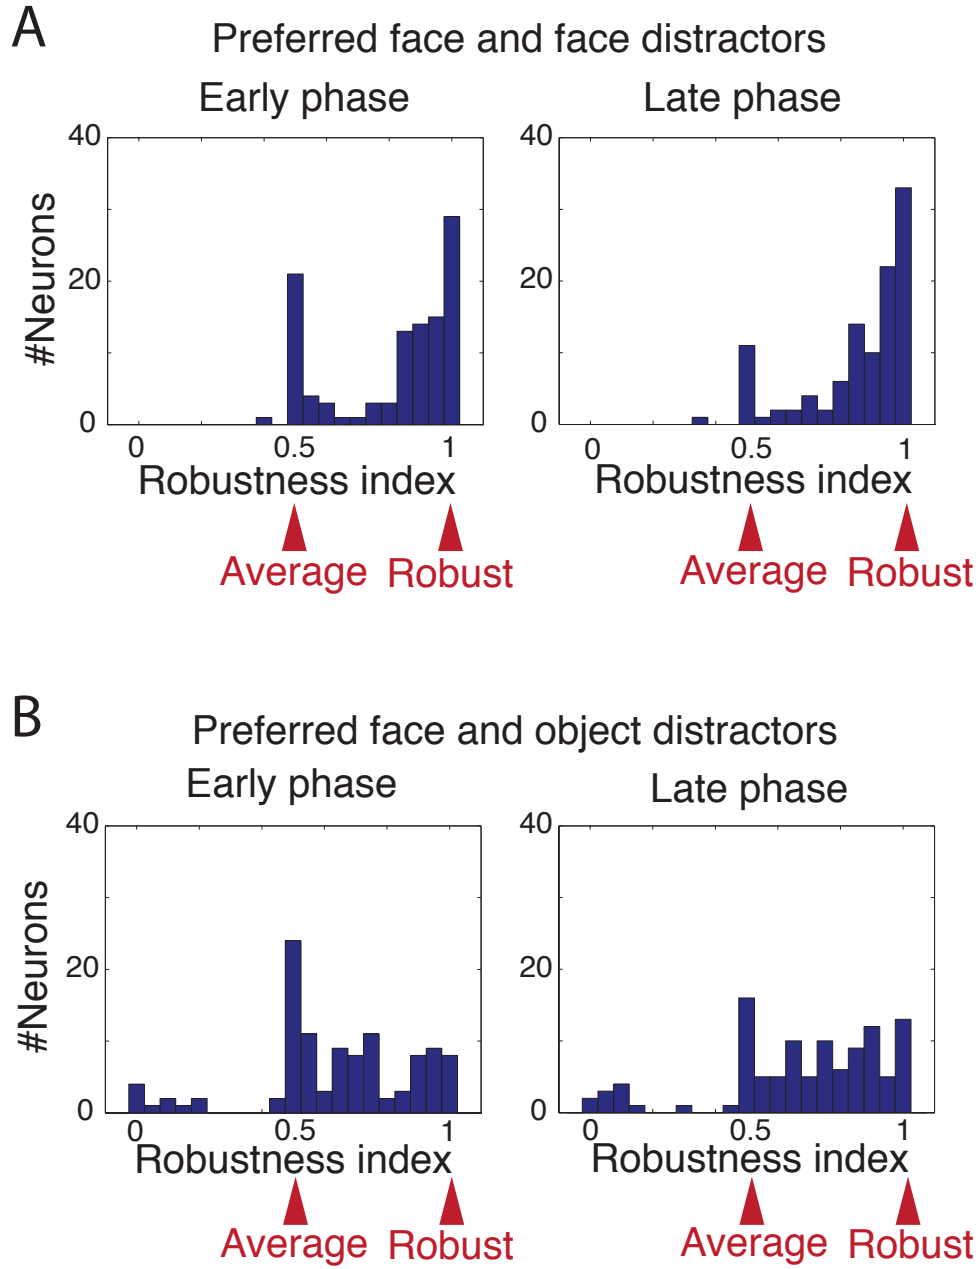 A
Preferred face and face distractors
Early phase
Late phase
40
20
0
#Neurons
0 0.5 1
Robustness index
Average Robust
40
20
0
0 0.5 1
Robustness index
Average Robust
B
Preferred face and object distractors
Early phase
Late phase
40
20
0
#Neurons
0 0.5 1
Robustness index
Average Robust
40
20
0
0 0.5 1
Robustness index
Average Robust